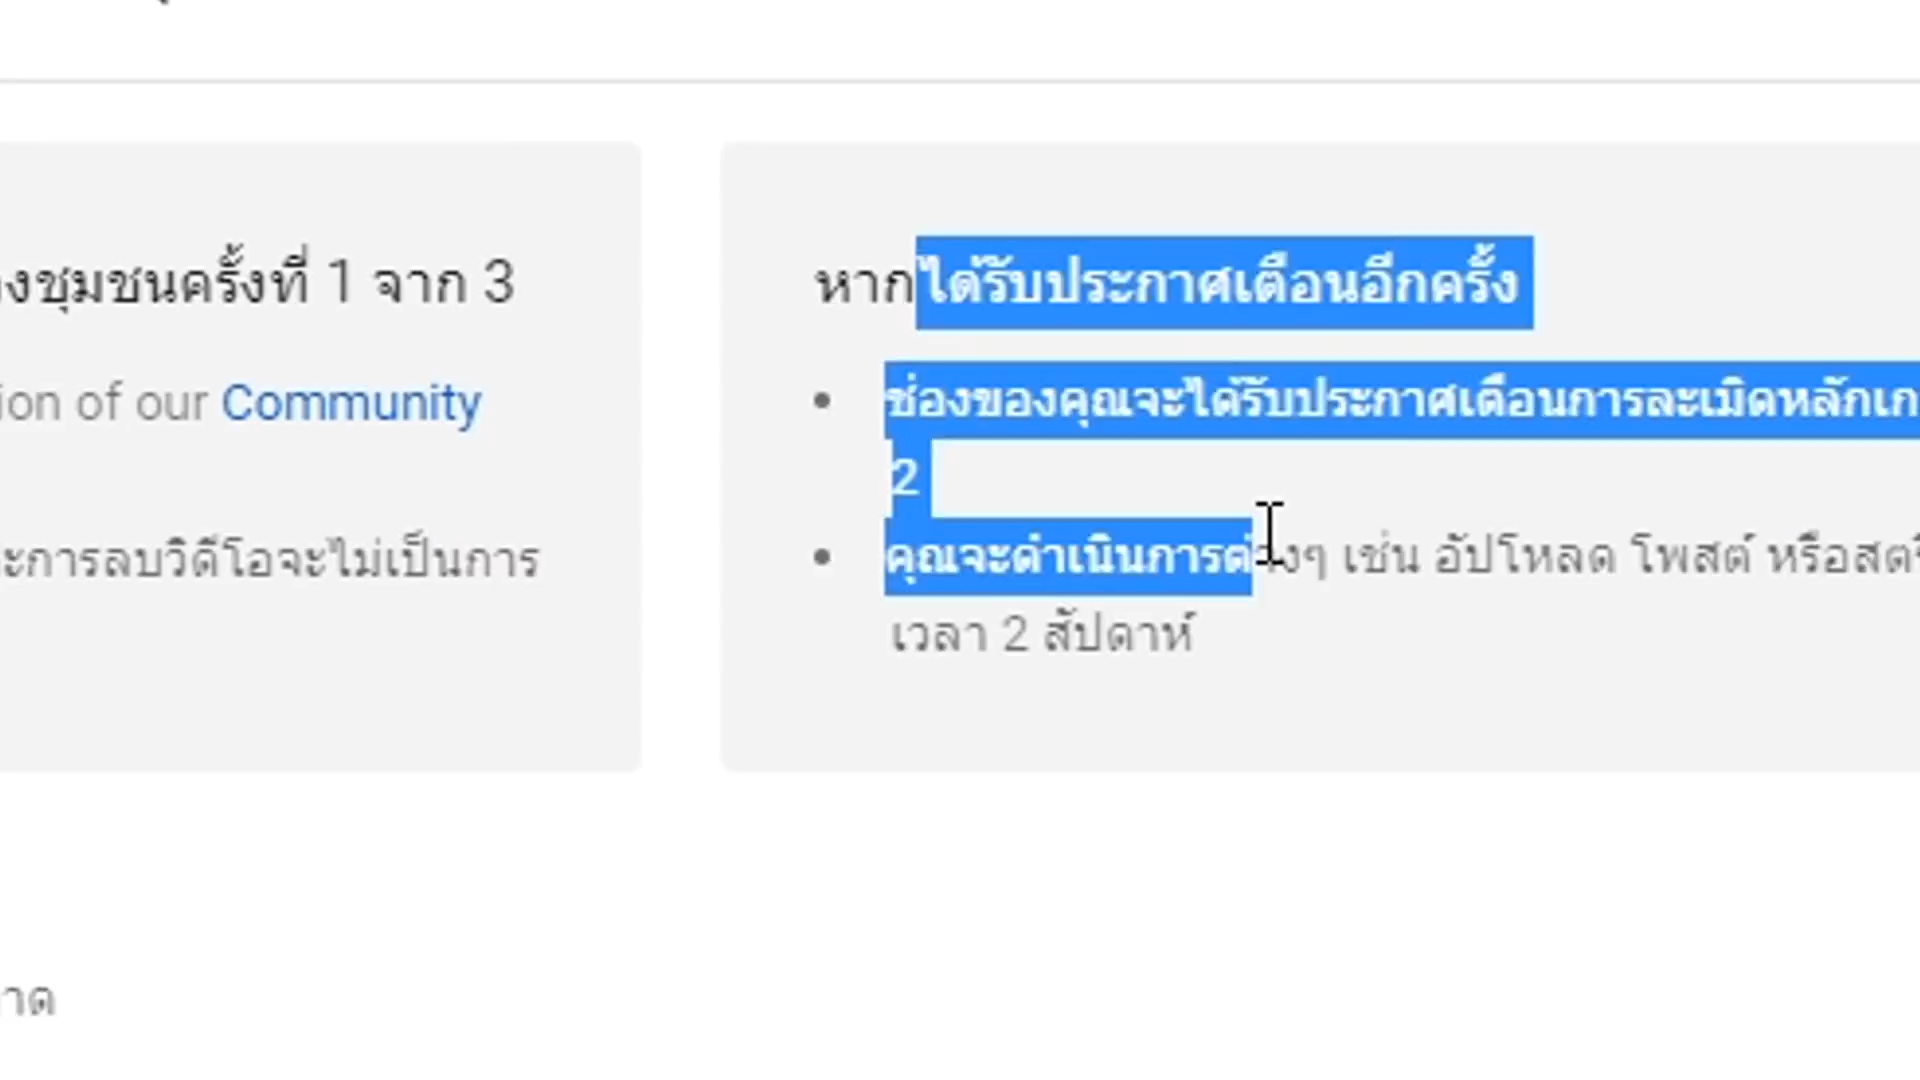 งชุมชนครั้งที่ 1 จาก 3
ion of our Community
ะการลบวิดีโอจะไม่เป็นการ
หากได้รับประกาศเตือนอีกครั้ง
ช่องของคุณจะได้รับประกาศเตือนการละเมิดหลักเก
2
คุณจะดำเนินการต่างๆ เช่น อัปโหลด โพสต์ หรือสตรี
เวลา 2 สัปดาห์
าด